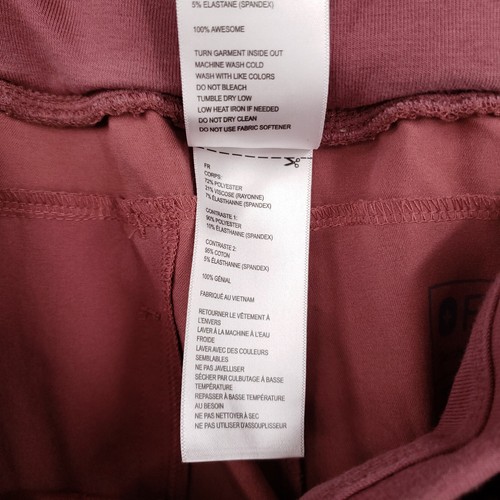 5% ELASTANE (SPANDEX)
100% AWESOME
TURN GARMENT INSIDE OUT
MACHINE WASH COLD
WASH WITH LIKE COLORS
DO NOT BLEACH
TUMBLE DRY LOW
LOW HEAT IRON IF NEEDED
DO NOT DRY CLEAN
DO NOT USE FABRIC SOFTENER
FR
CORPS:
72% POLYESTER
21% VISCOSE (RAYONNE)
7% ÉLASTHANNE (SPANDEX)
CONTRASTE 1:
90% POLYESTER
10% ÉLASTHANNE (SPANDEX)
CONTRASTE 2:
95% COTON
5% ÉLASTHANNE (SPANDEX)
100% GÉNIAL
FABRIQUÉ AU VIETNAM
RETOURNER LE VÊTEMENT À
L'ENVERS
LAVER À LA MACHINE À L'EAU
FROIDE
LAVER AVEC DES COULEURS
SEMBLABLES
NE PAS JAVELLISER
SÉCHER PAR CULBUTAGE À BASSE
TEMPÉRATURE
REPASSER À BASSE TEMPÉRATURE
AU BESOIN
NE PAS NETTOYER À SEC
NE PAS UTILISER D'ASSOUPLISSEUR